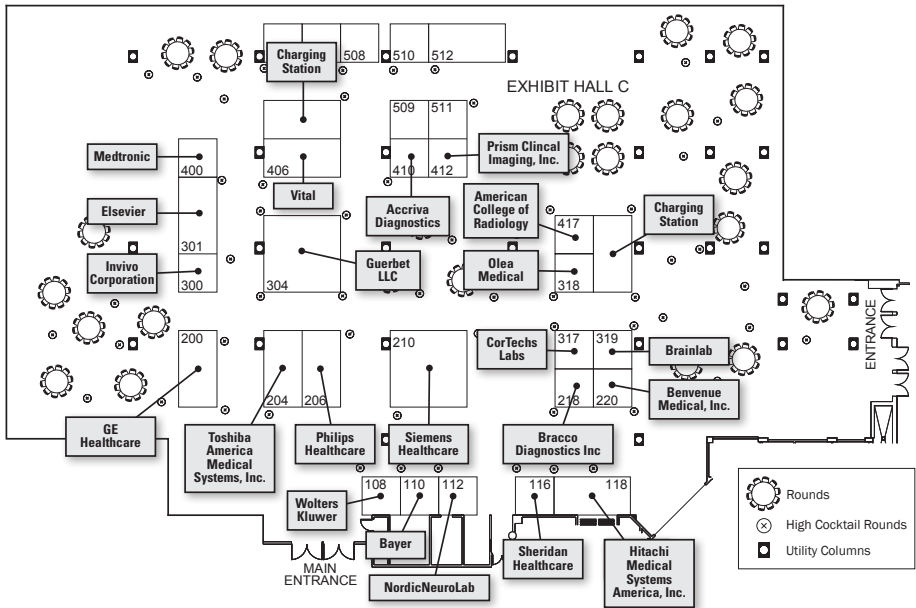 508
510
512
Charging
Station
EXHIBIT HALL C
509
511
Prism Clincal
Imaging, Inc.
Medtronic
400
406
410
412
Vital
Elsevier
Accriva
Diagnostics
American
College of
Radiology
417
Charging
Station
301
Invivo
Corporation
300
304
Guerbet
LLC
Olea
Medical
318
ENTRANCE
200
210
CorTechs
Labs
317
319
Brainlab
204
206
218
220
Benvenue
Medical, Inc.
GE
Healthcare
Toshiba
America
Medical
Systems, Inc.
Philips
Healthcare
Siemens
Healthcare
Bracco
Diagnostics Inc
108
110
112
116
118
Wolters
Kluwer
Bayer
NordicNeuroLab
Sheridan
Healthcare
Hitachi
Medical
Systems
America, Inc.
MAIN
ENTRANCE
Rounds
High Cocktail Rounds
Utility Columns